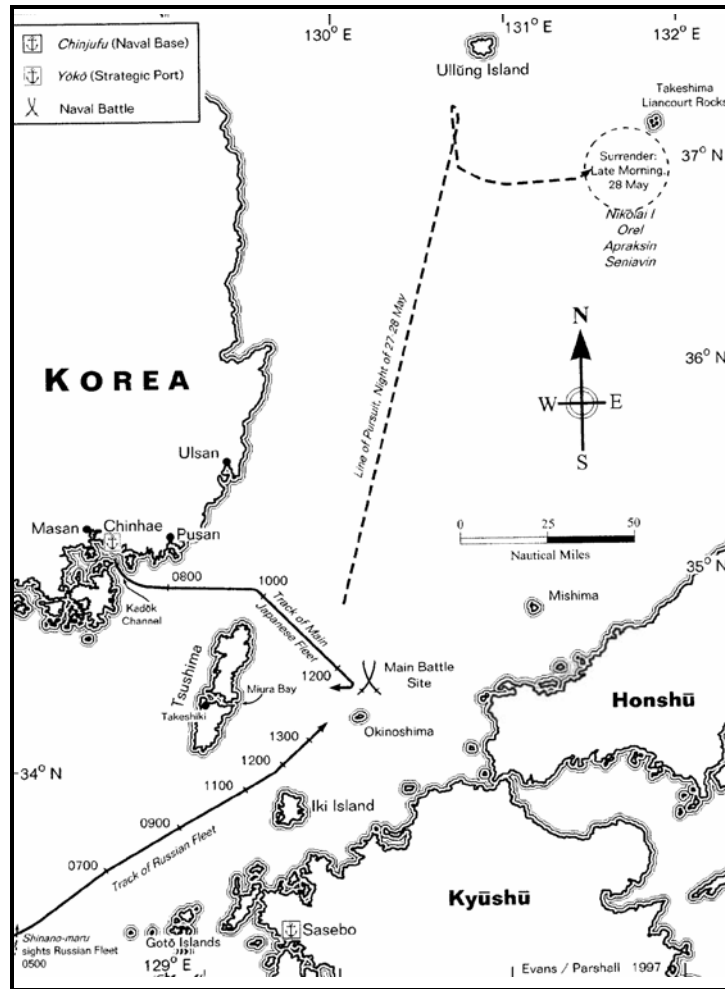 130° E
131° E
132° E
Chinjufu (Naval Base)
Yōkō (Strategic Port)
Naval Battle
Ullŭng Island
Takeshima
Liancourt Rocks
37° N
Surrender:
Late Morning,
28 May
Nikolai I
Orel
Apraksin
Seniavin
Line of Pursuit, Night of 27-28 May
N
W
E
S
36° N
KOREA
Ulsan
Masan
Chinhae
Pusan
0
25
50
Nautical Miles
35° N
0800
1000
Kadŏk
Channel
Track of Main
Japanese Fleet
Mishima
Tsushima
1200
Main Battle
Site
Miura Bay
Takeshiki
Honshū
Okinoshima
1300
34° N
1200
1100
Iki Island
0900
0700
Track of Russian Fleet
Kyūshū
Shinano-maru
sights Russian Fleet
0500
Gotō Islands
Sasebo
129° E
Evans / Parshall 1997